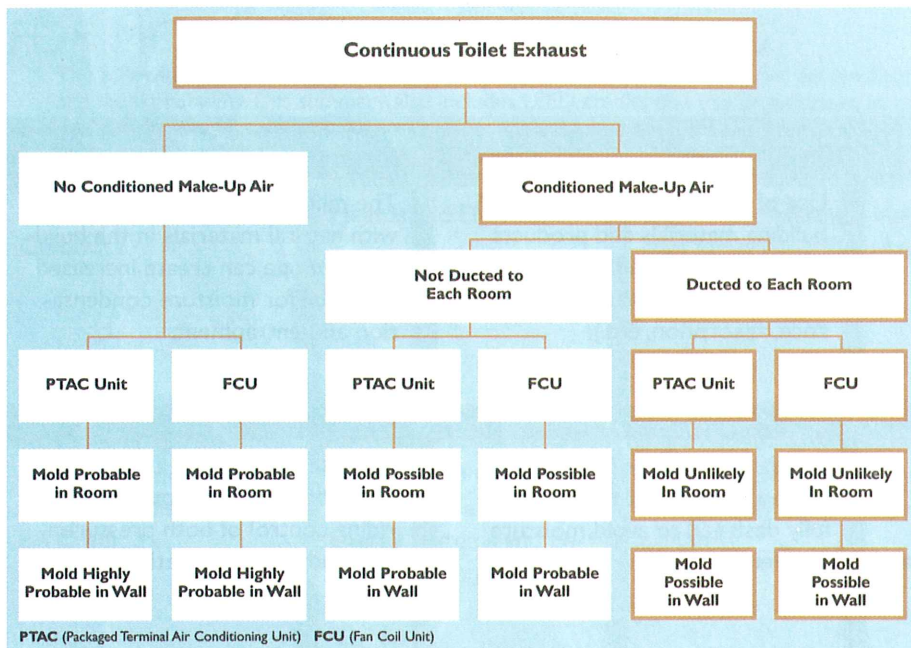 Continuous Toilet Exhaust
No Conditioned Make-Up Air
Conditioned Make-Up Air
Not Ducted to
Each Room
Ducted to Each Room
PTAC Unit
FCU
PTAC Unit
FCU
PTAC Unit
FCU
Mold Probable
in Room
Mold Probable
in Room
Mold Possible
in Room
Mold Possible
in Room
Mold Unlikely
In Room
Mold Unlikely
In Room
Mold Highly
Probable in Wall
Mold Highly
Probable in Wall
Mold Probable
in Wall
Mold Probable
in Wall
Mold
Possible
in Wall
Mold
Possible
in Wall
PTAC (Packaged Terminal Air Conditioning Unit) FCU (Fan Coil Unit)